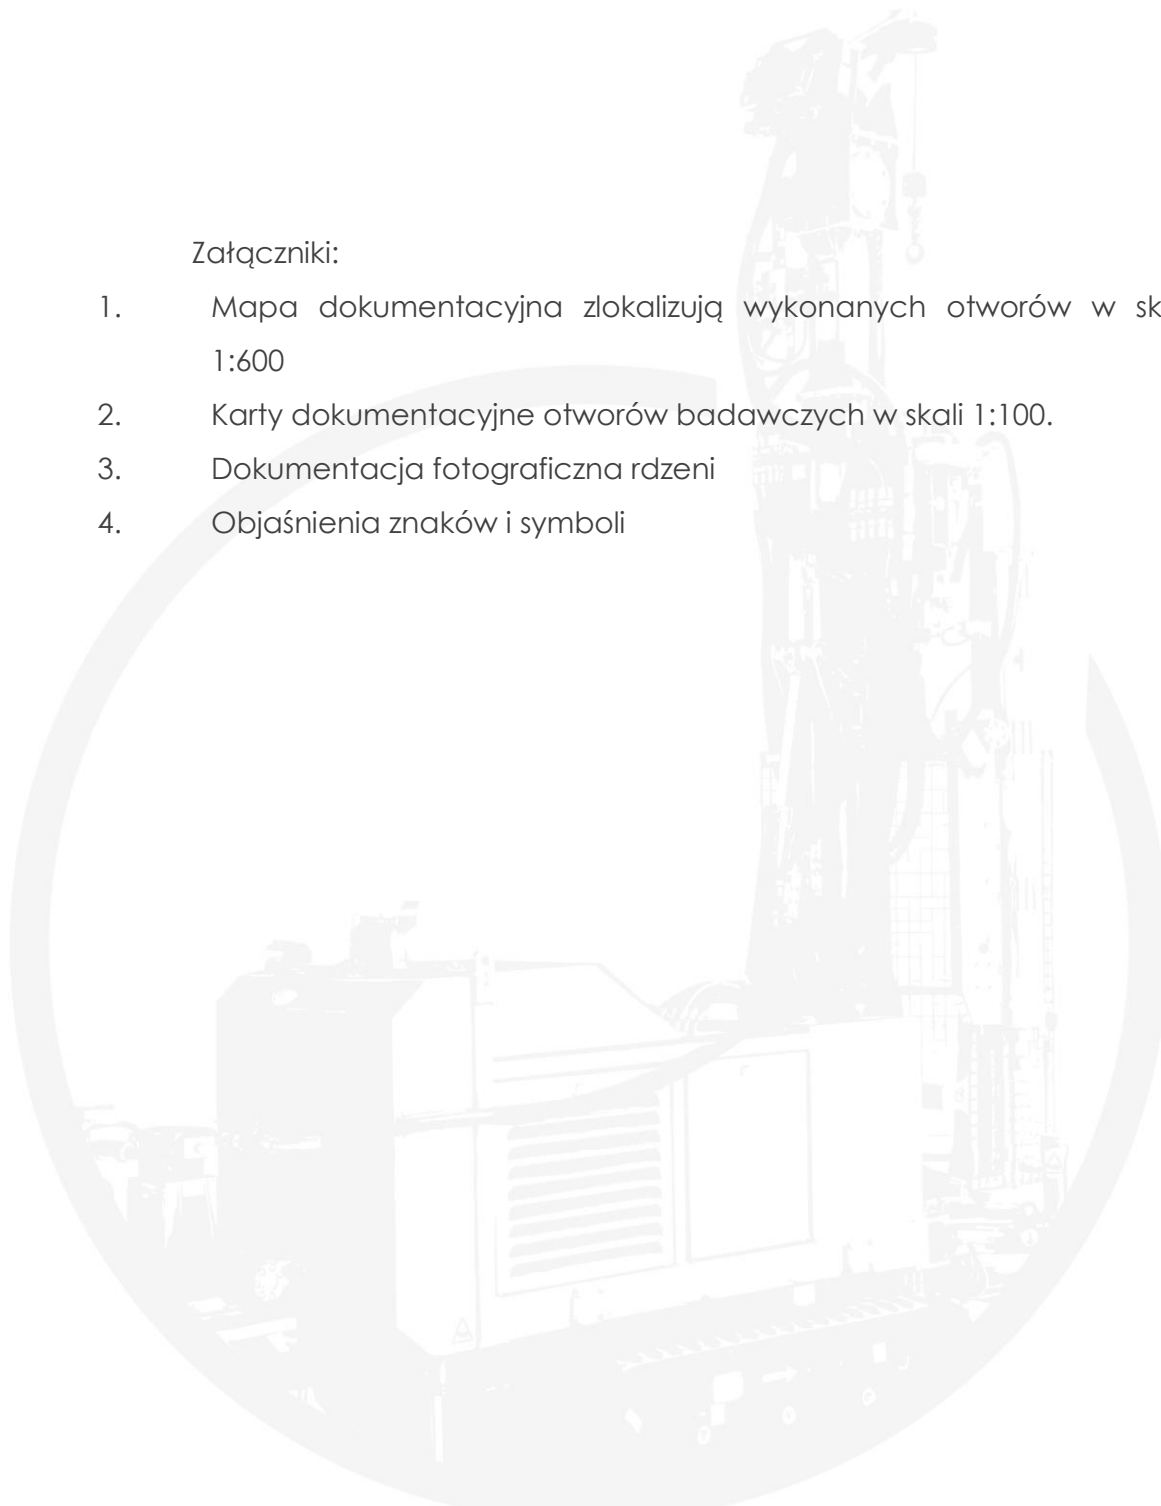 Załączniki:
1. Mapa dokumentacyjna zlokalizują wykonanych otworów w sk
1:600
2. Karty dokumentacyjne otworów badawczych w skali 1:100.
3. Dokumentacja fotograficzna rdzeni
4. Objaśnienia znaków i symboli